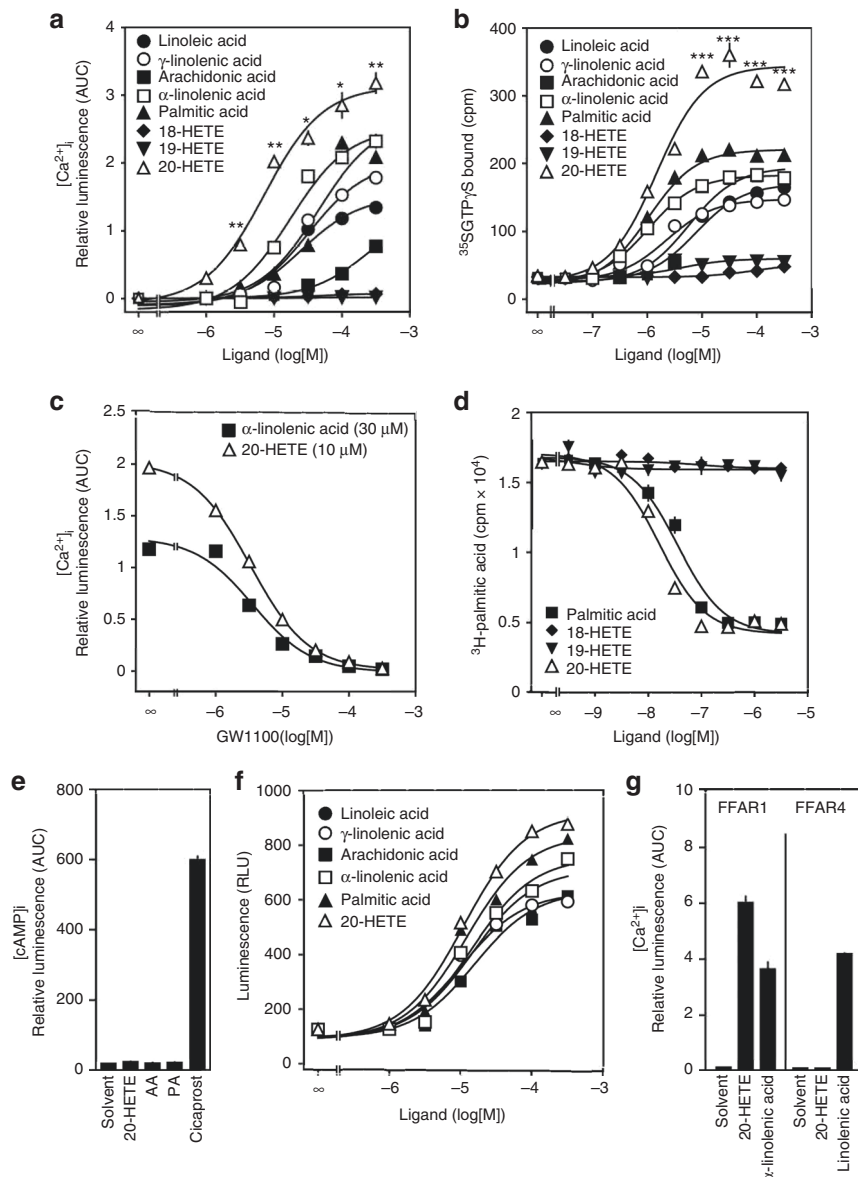 a
[Ca²⁺]i
Relative luminescence (AUC)
4
3
2
1
0
Linoleic acid
γ-linolenic acid
Arachidonic acid
α-linolenic acid
Palmitic acid
18-HETE
19-HETE
20-HETE
**
**
*
*
**
∞
−6
−5
−4
−3
Ligand (log[M])
b
³⁵SGTPγS bound (cpm)
400
300
200
100
0
Linoleic acid
γ-linolenic acid
Arachidonic acid
α-linolenic acid
Palmitic acid
18-HETE
19-HETE
20-HETE
***
***
***
***
∞
−7
−6
−5
−4
−3
Ligand (log[M])
c
[Ca²⁺]i
Relative luminescence (AUC)
2.5
2
1.5
1
0.5
0
α-linolenic acid (30 μM)
20-HETE (10 μM)
∞
−6
−5
−4
−3
GW1100(log[M])
d
³H-palmitic acid (cpm × 10⁴)
2
1.5
1
0.5
0
Palmitic acid
18-HETE
19-HETE
20-HETE
∞
−9
−8
−7
−6
−5
Ligand (log[M])
e
[cAMP]i
Relative luminescence (AUC)
800
600
400
200
0
Solvent
20-HETE
AA
PA
Cicaprost
f
Luminescence (RLU)
1000
800
600
400
200
0
Linoleic acid
γ-linolenic acid
Arachidonic acid
α-linolenic acid
Palmitic acid
20-HETE
∞
−6
−5
−4
−3
Ligand (log[M])
g
[Ca²⁺]i
Relative luminescence (AUC)
10
8
6
4
2
0
FFAR1
FFAR4
Solvent
20-HETE
α-linolenic acid
Solvent
20-HETE
Linolenic acid